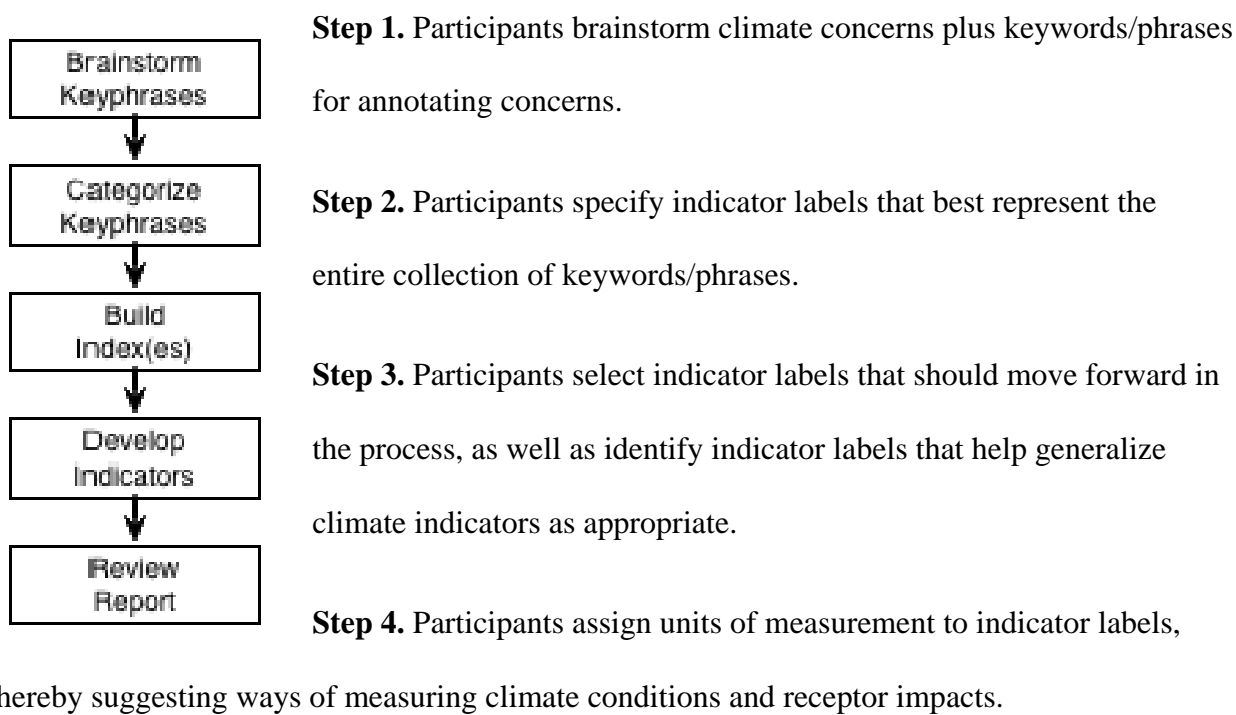 Brainstorm
Keyphrases
Categorize
Keyphrases
Build
Index(es)
Develop
Indicators
Review
Report
Step 1. Participants brainstorm climate concerns plus keywords/phrases
for annotating concerns.
Step 2. Participants specify indicator labels that best represent the
entire collection of keywords/phrases.
Step 3. Participants select indicator labels that should move forward in
the process, as well as identify indicator labels that help generalize
climate indicators as appropriate.
Step 4. Participants assign units of measurement to indicator labels,
hereby suggesting ways of measuring climate conditions and receptor impacts.